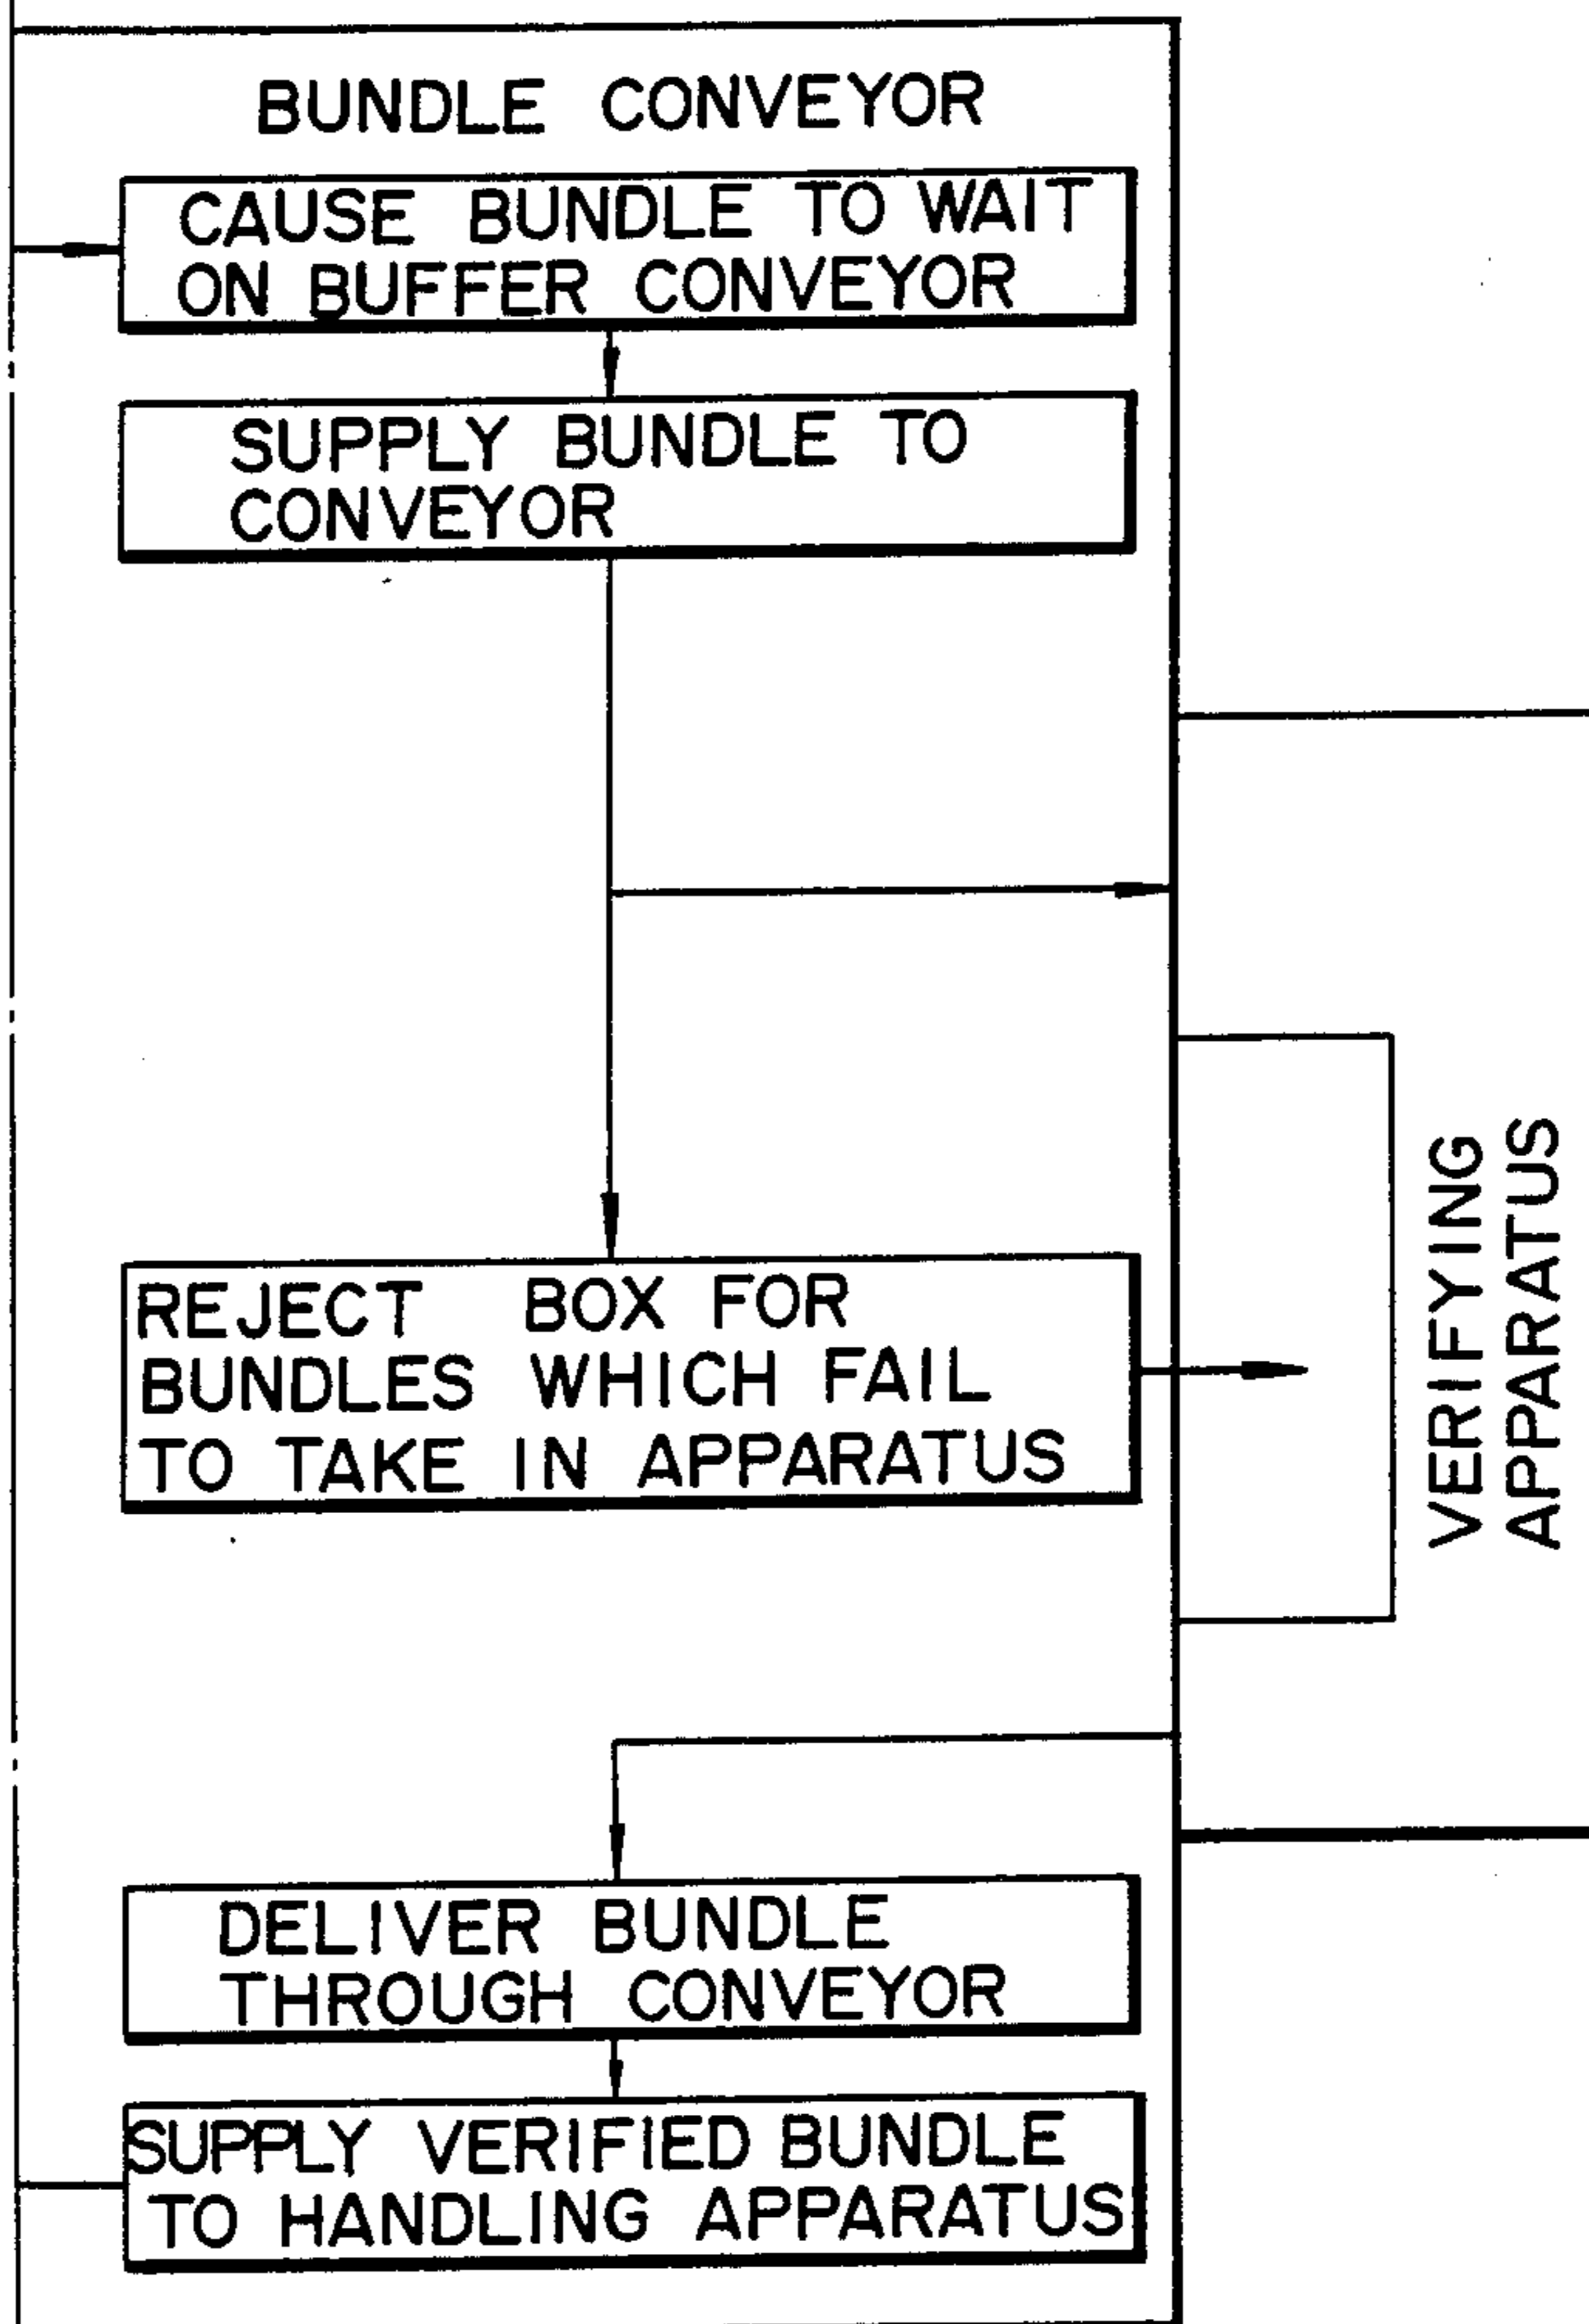 BUNDLE CONVEYOR
CAUSE BUNDLE TO WAIT
ON BUFFER CONVEYOR
SUPPLY BUNDLE TO
CONVEYOR
REJECT BOX FOR
BUNDLES WHICH FAIL
TO TAKE IN APPARATUS
VERIFYING
APPARATUS
DELIVER BUNDLE
THROUGH CONVEYOR
SUPPLY VERIFIED BUNDLE
TO HANDLING APPARATUS